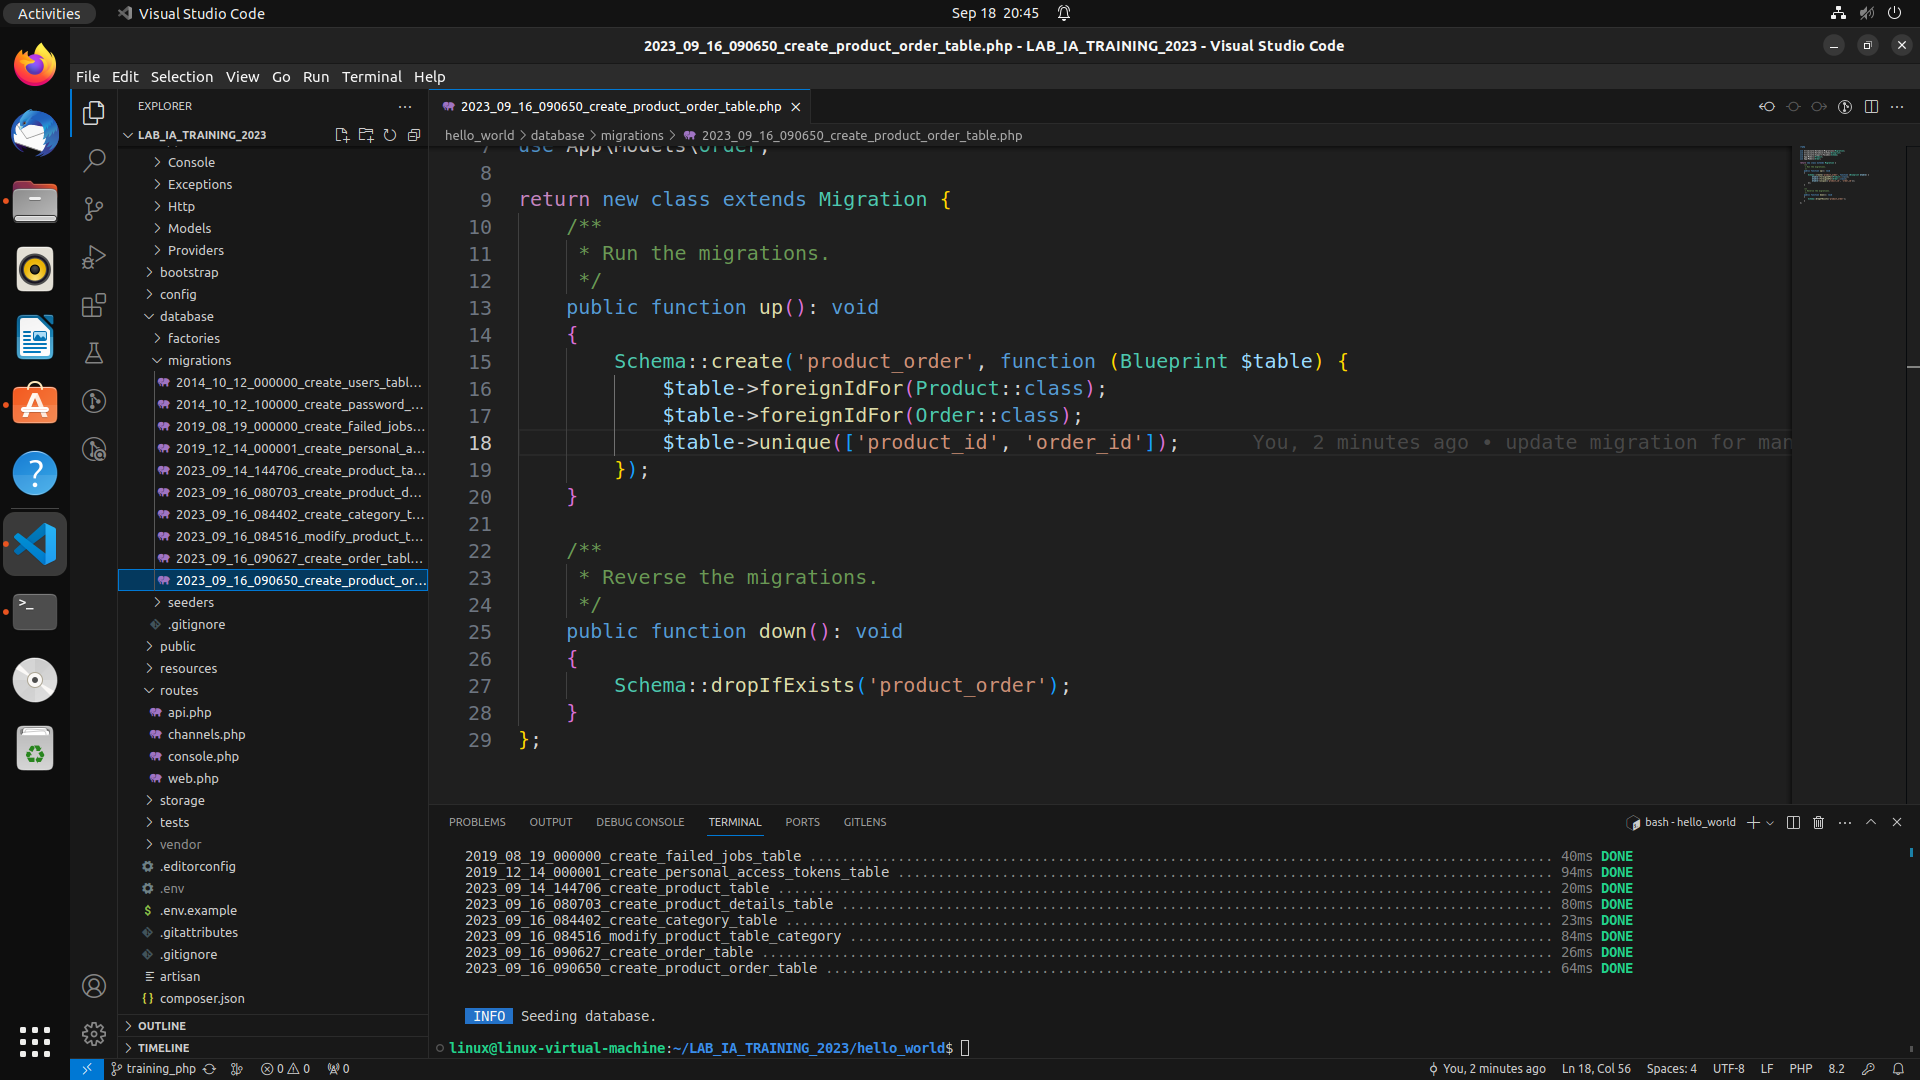 Activities
Visual Studio Code
Sep 18 20:45
2023_09_16_090650_create_product_order_table.php - LAB_IA_TRAINING_2023 - Visual Studio Code
File Edit Selection View Go Run Terminal Help
EXPLORER
LAB_IA_TRAINING_2023
Console
Exceptions
Http
Models
Providers
bootstrap
config
database
factories
migrations
2014_10_12_000000_create_users_tabl...
2014_10_12_100000_create_password_...
2019_08_19_000000_create_failed_jobs...
2019_12_14_000001_create_personal_a...
2023_09_14_144706_create_product_ta...
2023_09_16_080703_create_product_d...
2023_09_16_084402_create_category_t...
2023_09_16_084516_modify_product_t...
2023_09_16_090627_create_order_tabl...
2023_09_16_090650_create_product_or...
seeders
.gitignore
public
resources
routes
api.php
channels.php
console.php
web.php
storage
tests
vendor
.editorconfig
.env
.env.example
.gitattributes
.gitignore
artisan
composer.json
OUTLINE
TIMELINE
2023_09_16_090650_create_product_order_table.php
hello_world > database > migrations > 2023_09_16_090650_create_product_order_table.php
7 use App\Models\Order;
8
9 return new class extends Migration {
10 /**
11 * Run the migrations.
12 */
13 public function up(): void
14 {
15 Schema::create('product_order', function (Blueprint $table) {
16 $table->foreignIdFor(Product::class);
17 $table->foreignIdFor(Order::class);
18 $table->unique(['product_id', 'order_id']); You, 2 minutes ago • update migration for man
19 });
20 }
21
22 /**
23 * Reverse the migrations.
24 */
25 public function down(): void
26 {
27 Schema::dropIfExists('product_order');
28 }
29 };
PROBLEMS OUTPUT DEBUG CONSOLE TERMINAL PORTS GITLENS
bash - hello_world
2019_08_19_000000_create_failed_jobs_table ... 40ms DONE
2019_12_14_000001_create_personal_access_tokens_table ... 94ms DONE
2023_09_14_144706_create_product_table ... 20ms DONE
2023_09_16_080703_create_product_details_table ... 80ms DONE
2023_09_16_084402_create_category_table ... 23ms DONE
2023_09_16_084516_modify_product_table_category ... 84ms DONE
2023_09_16_090627_create_order_table ... 26ms DONE
2023_09_16_090650_create_product_order_table ... 64ms DONE
INFO Seeding database.
linux@linux-virtual-machine:~/LAB_IA_TRAINING_2023/hello_world$
training_php 0 0 0
You, 2 minutes ago Ln 18, Col 56 Spaces: 4 UTF-8 LF PHP 8.2